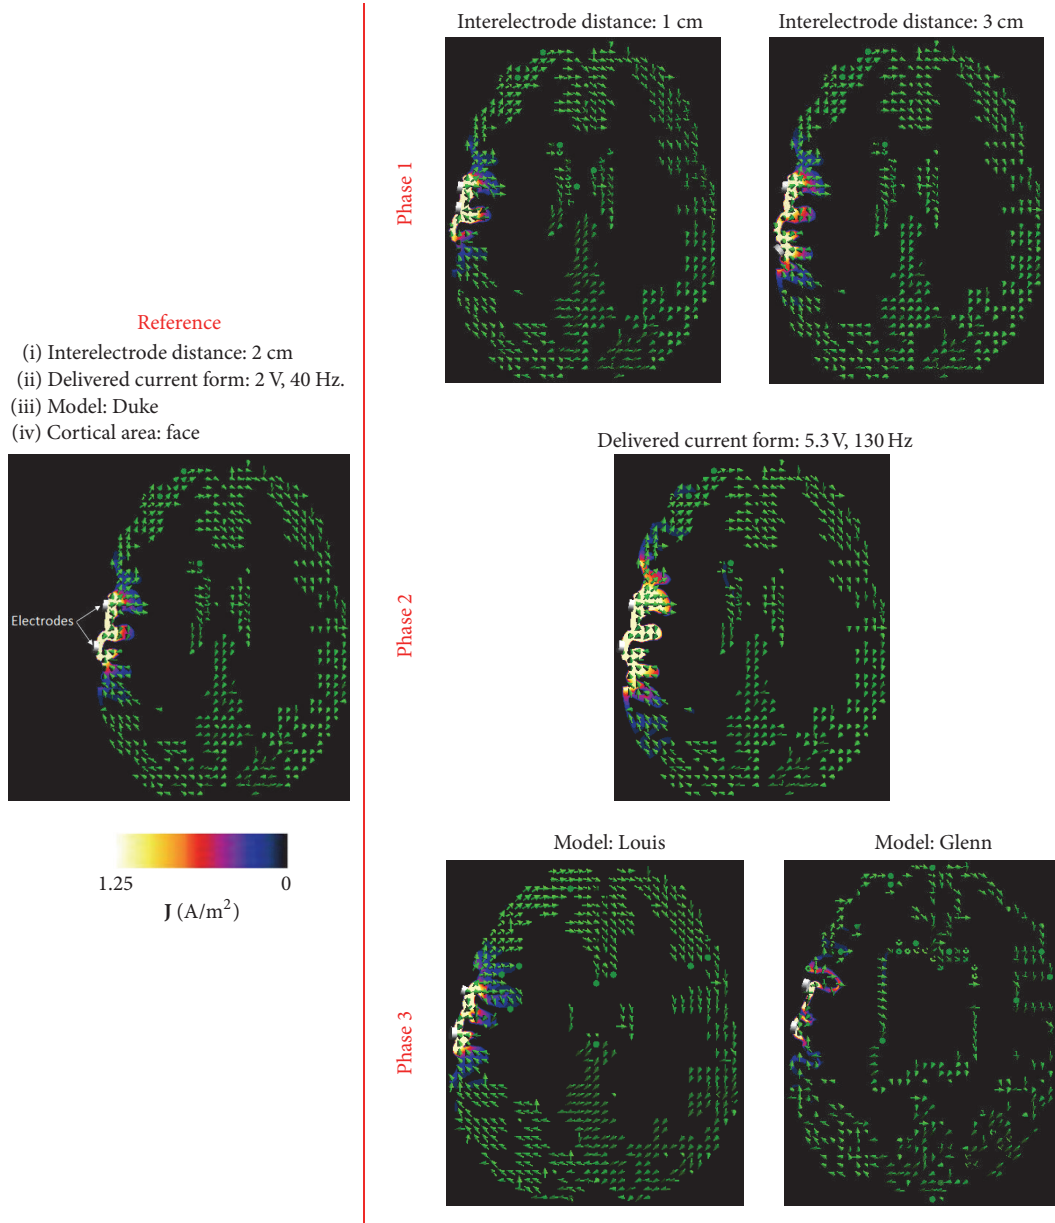 Reference
(i) Interelectrode distance: 2 cm
(ii) Delivered current form: 2 V, 40 Hz.
(iii) Model: Duke
(iv) Cortical area: face
Electrodes
1.25
0
J (A/m²)
Phase 1
Interelectrode distance: 1 cm
Interelectrode distance: 3 cm
Phase 2
Delivered current form: 5.3 V, 130 Hz
Phase 3
Model: Louis
Model: Glenn